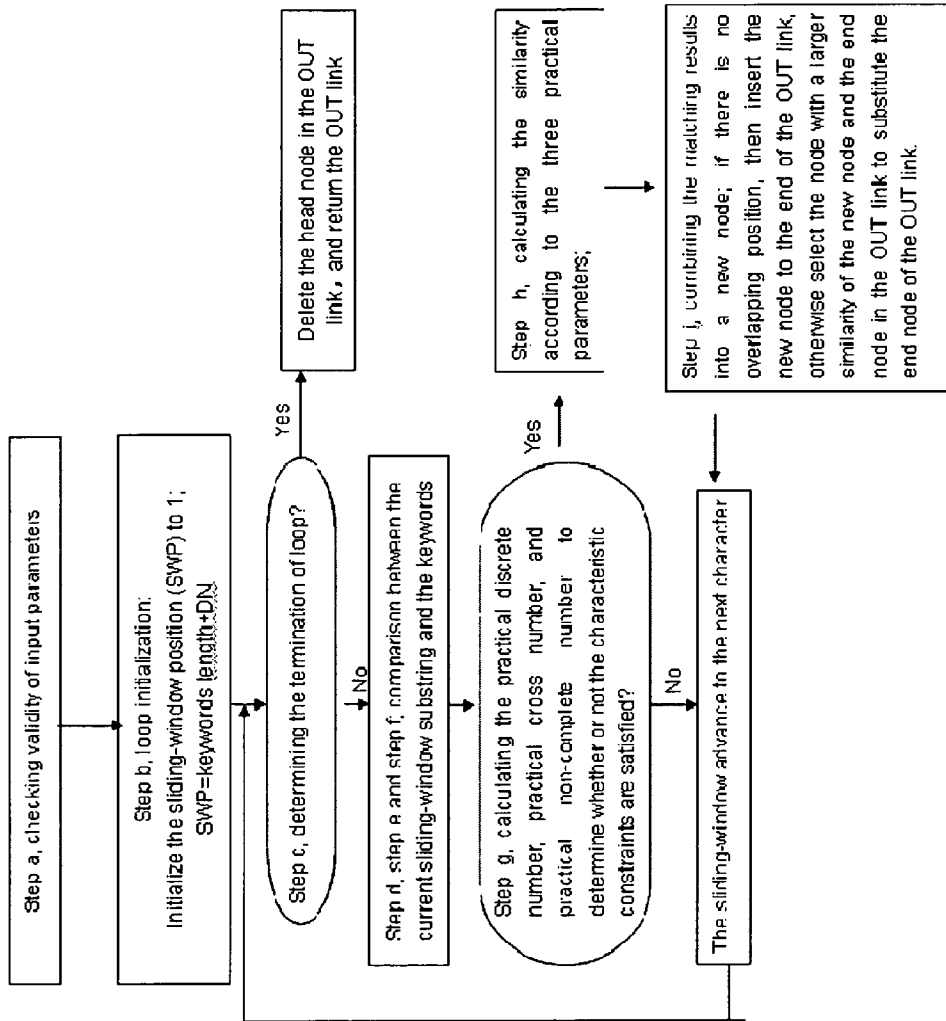 Step a, checking validity of input parameters
Step b, loop initialization:
Initialize the sliding-window position (SWP) to 1;
SWP=keywords length+DN
Step c, determining the termination of loop?
Yes
Delete the head node in the OUT
link, and return the OUT link
No
Step d, step e and step f, comparison between the
current sliding-window substring and the keywords
Step g, calculating the practical discrete
number, practical cross number, and
practical non-complete number to
determine whether or not the characteristic
constraints are satisfied?
Yes
Step h, calculating the similarity
according to the three practical
parameters;
Step j, combining the matching results
into a new node; if there is no
overlapping position, then insert the
new node to the end of the OUT link,
otherwise select the node with a larger
similarity of the new node and the end
node in the OUT link to substitute the
end node of the OUT link.
No
The sliding-window advance to the next character